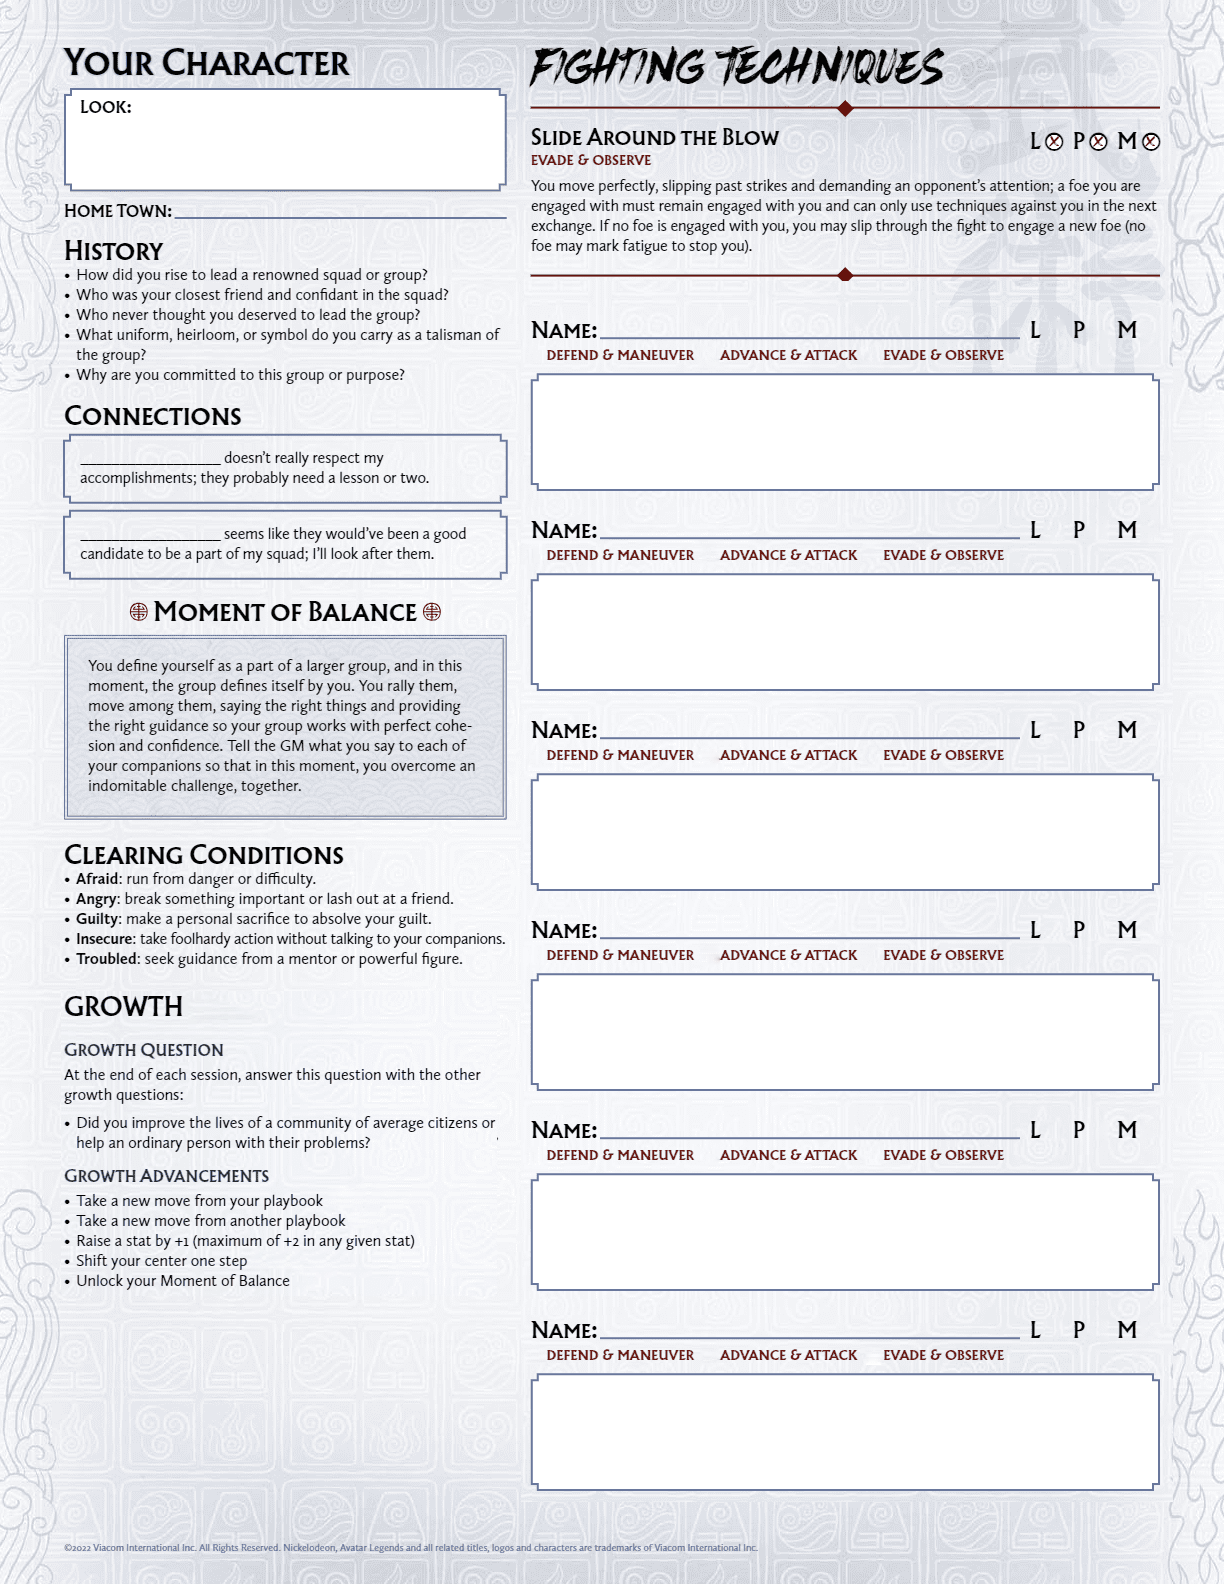 Your Character
Look:
Home Town:
History
• How did you rise to lead a renowned squad or group?
• Who was your closest friend and confidant in the squad?
• Who never thought you deserved to lead the group?
• What uniform, heirloom, or symbol do you carry as a talisman of
the group?
• Why are you committed to this group or purpose?
Connections
__________________ doesn’t really respect my
accomplishments; they probably need a lesson or two.
__________________ seems like they would’ve been a good
candidate to be a part of my squad; I’ll look after them.
Moment of Balance
You define yourself as a part of a larger group, and in this
moment, the group defines itself by you. You rally them,
move among them, saying the right things and providing
the right guidance so your group works with perfect cohe-
sion and confidence. Tell the GM what you say to each of
your companions so that in this moment, you overcome an
indomitable challenge, together.
Clearing Conditions
• Afraid: run from danger or difficulty.
• Angry: break something important or lash out at a friend.
• Guilty: make a personal sacrifice to absolve your guilt.
• Insecure: take foolhardy action without talking to your companions.
• Troubled: seek guidance from a mentor or powerful figure.
GROWTH
Growth Question
At the end of each session, answer this question with the other
growth questions:
• Did you improve the lives of a community of average citizens or
help an ordinary person with their problems?
Growth Advancements
• Take a new move from your playbook
• Take a new move from another playbook
• Raise a stat by +1 (maximum of +2 in any given stat)
• Shift your center one step
• Unlock your Moment of Balance
FIGHTING TECHNIQUES
Slide Around the Blow L P M
EVADE & OBSERVE
You move perfectly, slipping past strikes and demanding an opponent’s attention; a foe you are
engaged with must remain engaged with you and can only use techniques against you in the next
exchange. If no foe is engaged with you, you may slip through the fight to engage a new foe (no
foe may mark fatigue to stop you).
Name: L P M
DEFEND & MANEUVER ADVANCE & ATTACK EVADE & OBSERVE
Name: L P M
DEFEND & MANEUVER ADVANCE & ATTACK EVADE & OBSERVE
Name: L P M
DEFEND & MANEUVER ADVANCE & ATTACK EVADE & OBSERVE
Name: L P M
DEFEND & MANEUVER ADVANCE & ATTACK EVADE & OBSERVE
Name: L P M
DEFEND & MANEUVER ADVANCE & ATTACK EVADE & OBSERVE
Name: L P M
DEFEND & MANEUVER ADVANCE & ATTACK EVADE & OBSERVE
©2022 Viacom International Inc. All Rights Reserved. Nickelodeon, Avatar Legends and all related titles, logos and characters are trademarks of Viacom International Inc.